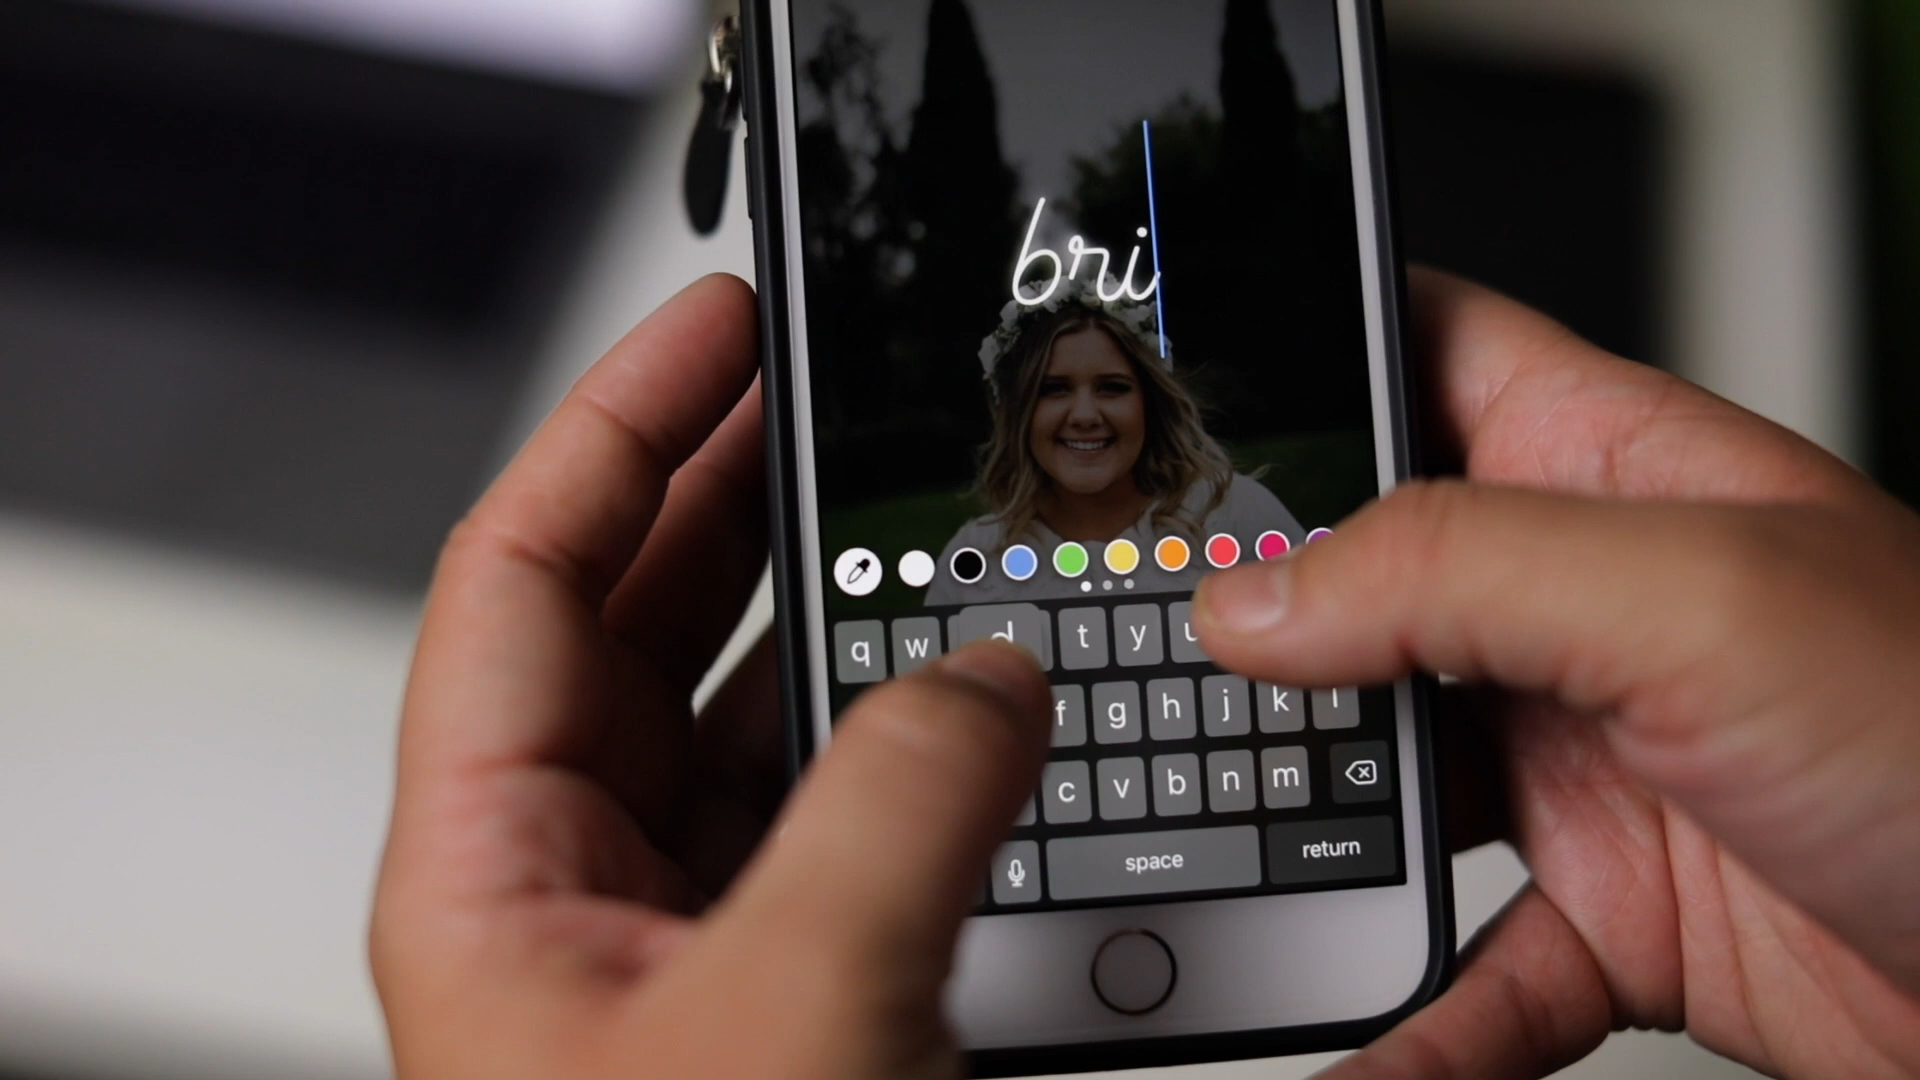 bri
q w d t y u
f g h j k l
c v b n m
space return